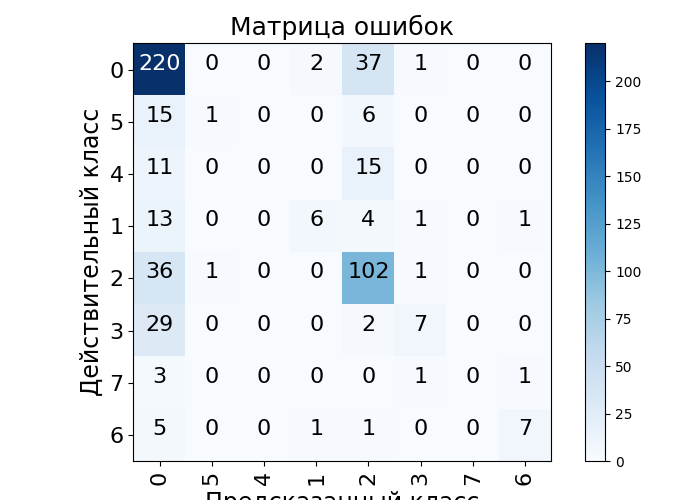 Матрица ошибок
0 220 0 0 2 37 1 0 0
5 15 1 0 0 6 0 0 0
4 11 0 0 0 15 0 0 0
1 13 0 0 6 4 1 0 1
2 36 1 0 0 102 1 0 0
3 29 0 0 0 2 7 0 0
7 3 0 0 0 0 1 0 1
6 5 0 0 1 1 0 0 7
0 5 4 1 2 3 7 6
Действительный класс
Предсказанный класс
200
175
150
125
100
75
50
25
0